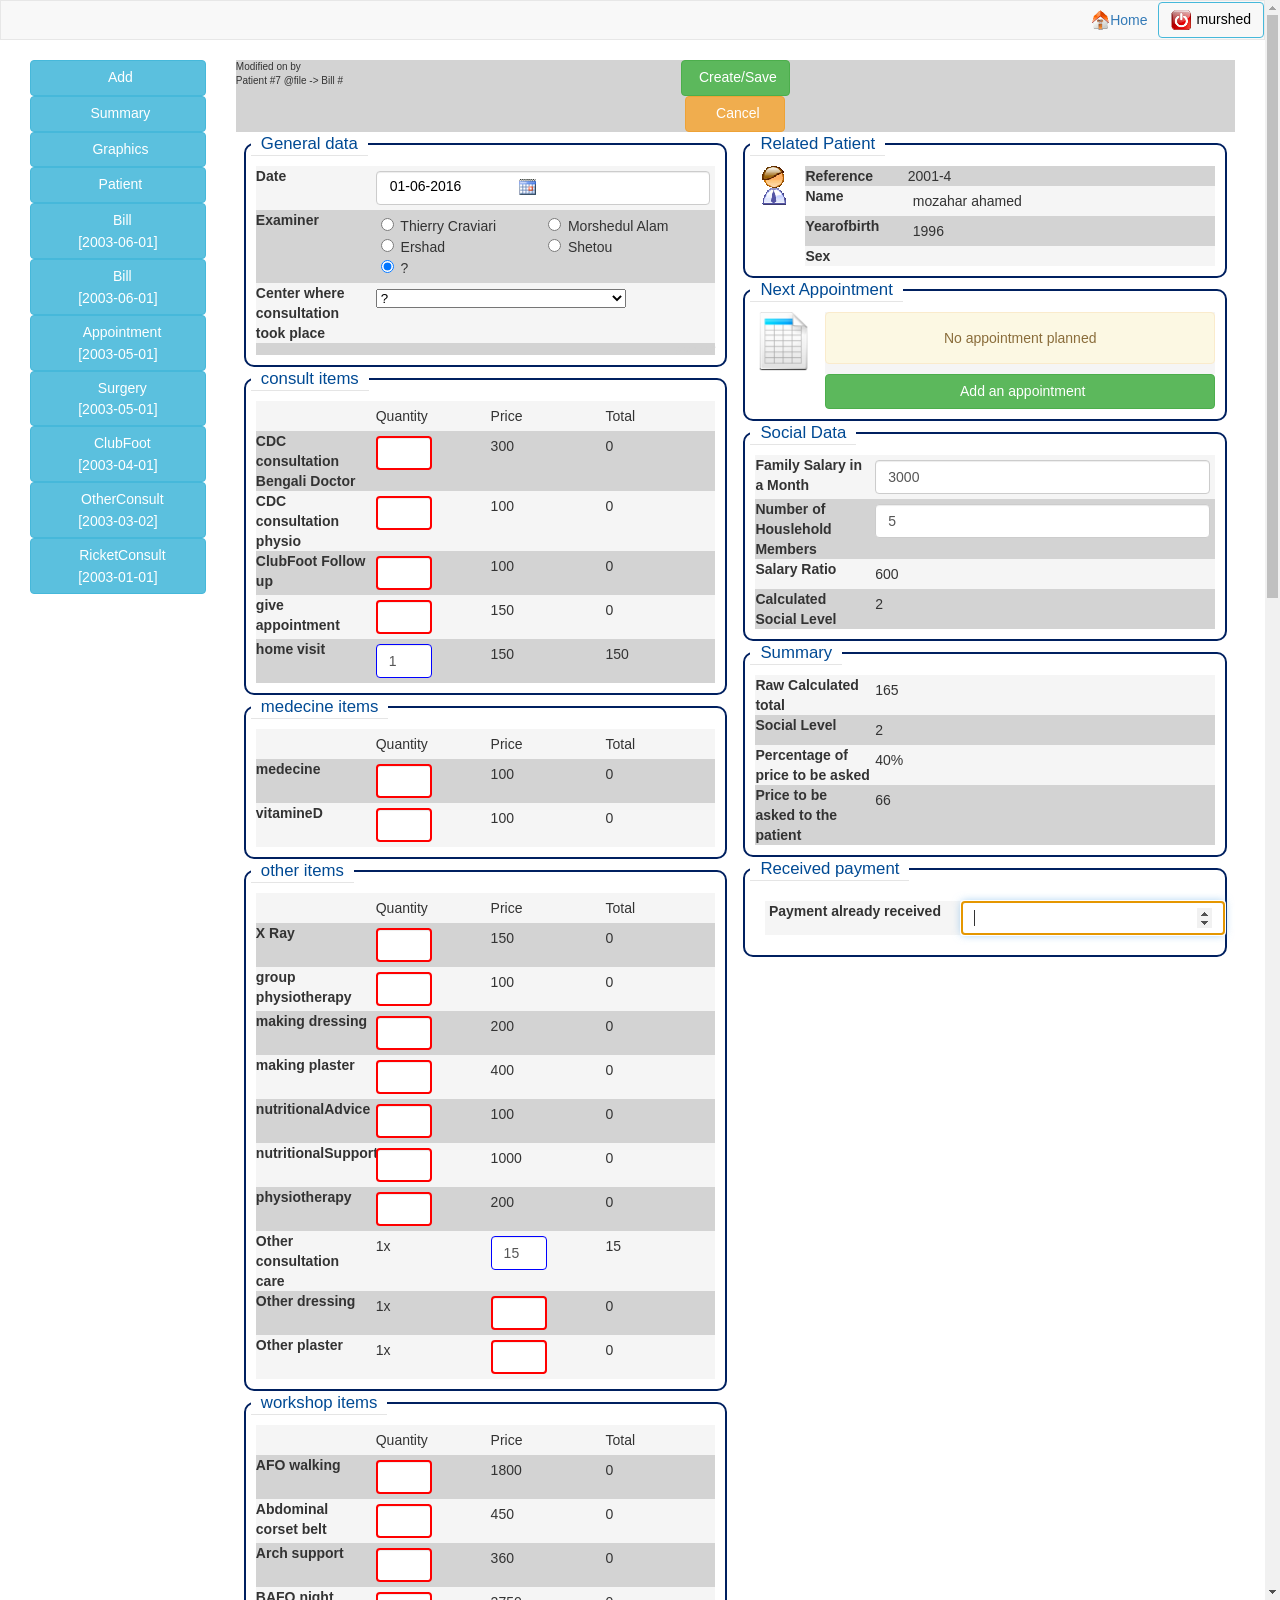 Home
murshed
Add
Summary
Graphics
Patient
Bill
[2003-06-01]
Bill
[2003-06-01]
Appointment
[2003-05-01]
Surgery
[2003-05-01]
ClubFoot
[2003-04-01]
OtherConsult
[2003-03-02]
RicketConsult
[2003-01-01]
Modified on by
Patient #7 @file -> Bill #
Create/Save
Cancel
General data
Date 01-06-2016
Examiner Thierry Craviari Morshedul Alam
Ershad Shetou
?
Center where
consultation
took place
?
consult items
Quantity Price Total
CDC
consultation
Bengali Doctor
300 0
CDC
consultation
physio
100 0
ClubFoot Follow
up
100 0
give
appointment
150 0
home visit 1 150 150
medecine items
Quantity Price Total
medecine 100 0
vitamineD 100 0
other items
Quantity Price Total
X Ray 150 0
group
physiotherapy
100 0
making dressing 200 0
making plaster 400 0
nutritionalAdvice 100 0
nutritionalSupport 1000 0
physiotherapy 200 0
Other
consultation
care
1x 15 15
Other dressing 1x 0
Other plaster 1x 0
workshop items
Quantity Price Total
AFO walking 1800 0
Abdominal
corset belt
450 0
Arch support 360 0
BAFO night
Related Patient
Reference 2001-4
Name mozahar ahamed
Yearofbirth 1996
Sex
Next Appointment
No appointment planned
Add an appointment
Social Data
Family Salary in
a Month
3000
Number of
Houslehold
Members
5
Salary Ratio 600
Calculated
Social Level
2
Summary
Raw Calculated
total
165
Social Level 2
Percentage of
price to be asked
40%
Price to be
asked to the
patient
66
Received payment
Payment already received